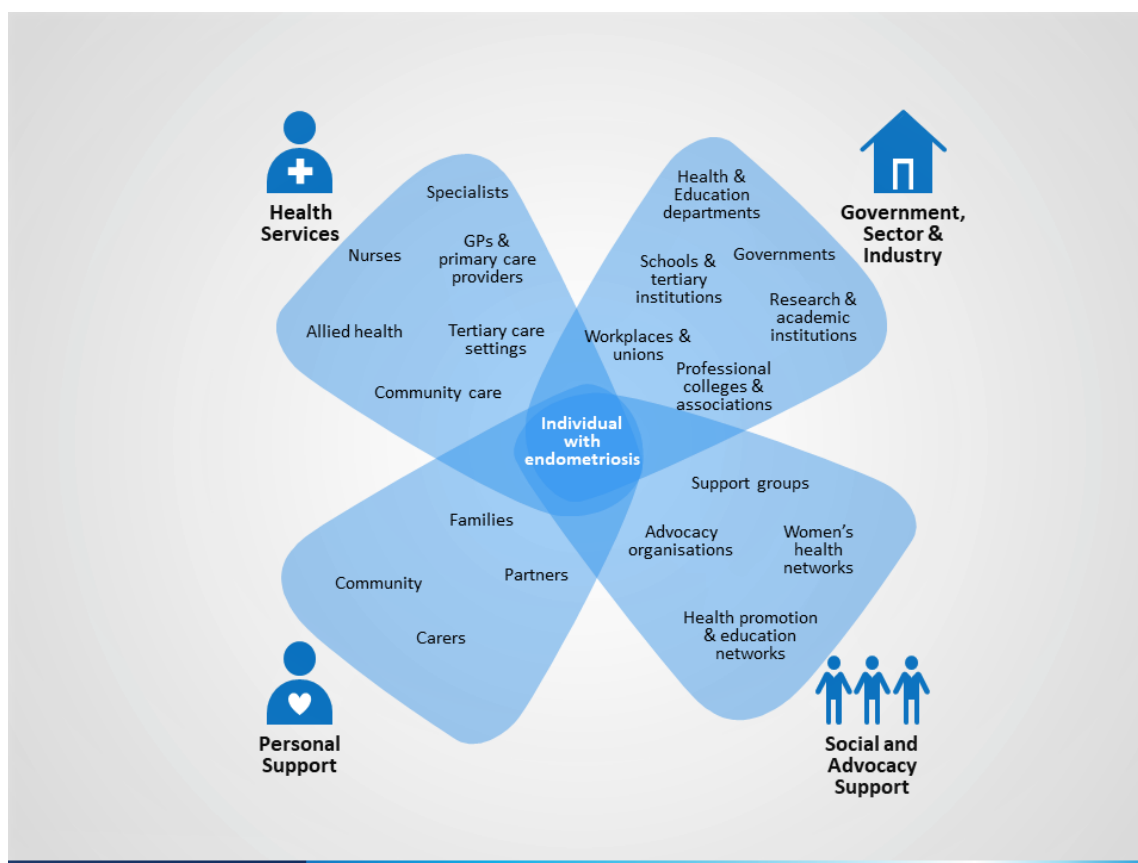 Health
Services
Specialists
Nurses
GPs &
primary care
providers
Allied health
Tertiary care
settings
Community care
Government,
Sector &
Industry
Health &
Education
departments
Governments
Schools &
tertiary
institutions
Research &
academic
institutions
Workplaces &
unions
Professional
colleges &
associations
Individual
with
endometriosis
Personal
Support
Families
Partners
Community
Carers
Social and
Advocacy
Support
Support groups
Advocacy
organisations
Women's
health
networks
Health promotion
& education
networks